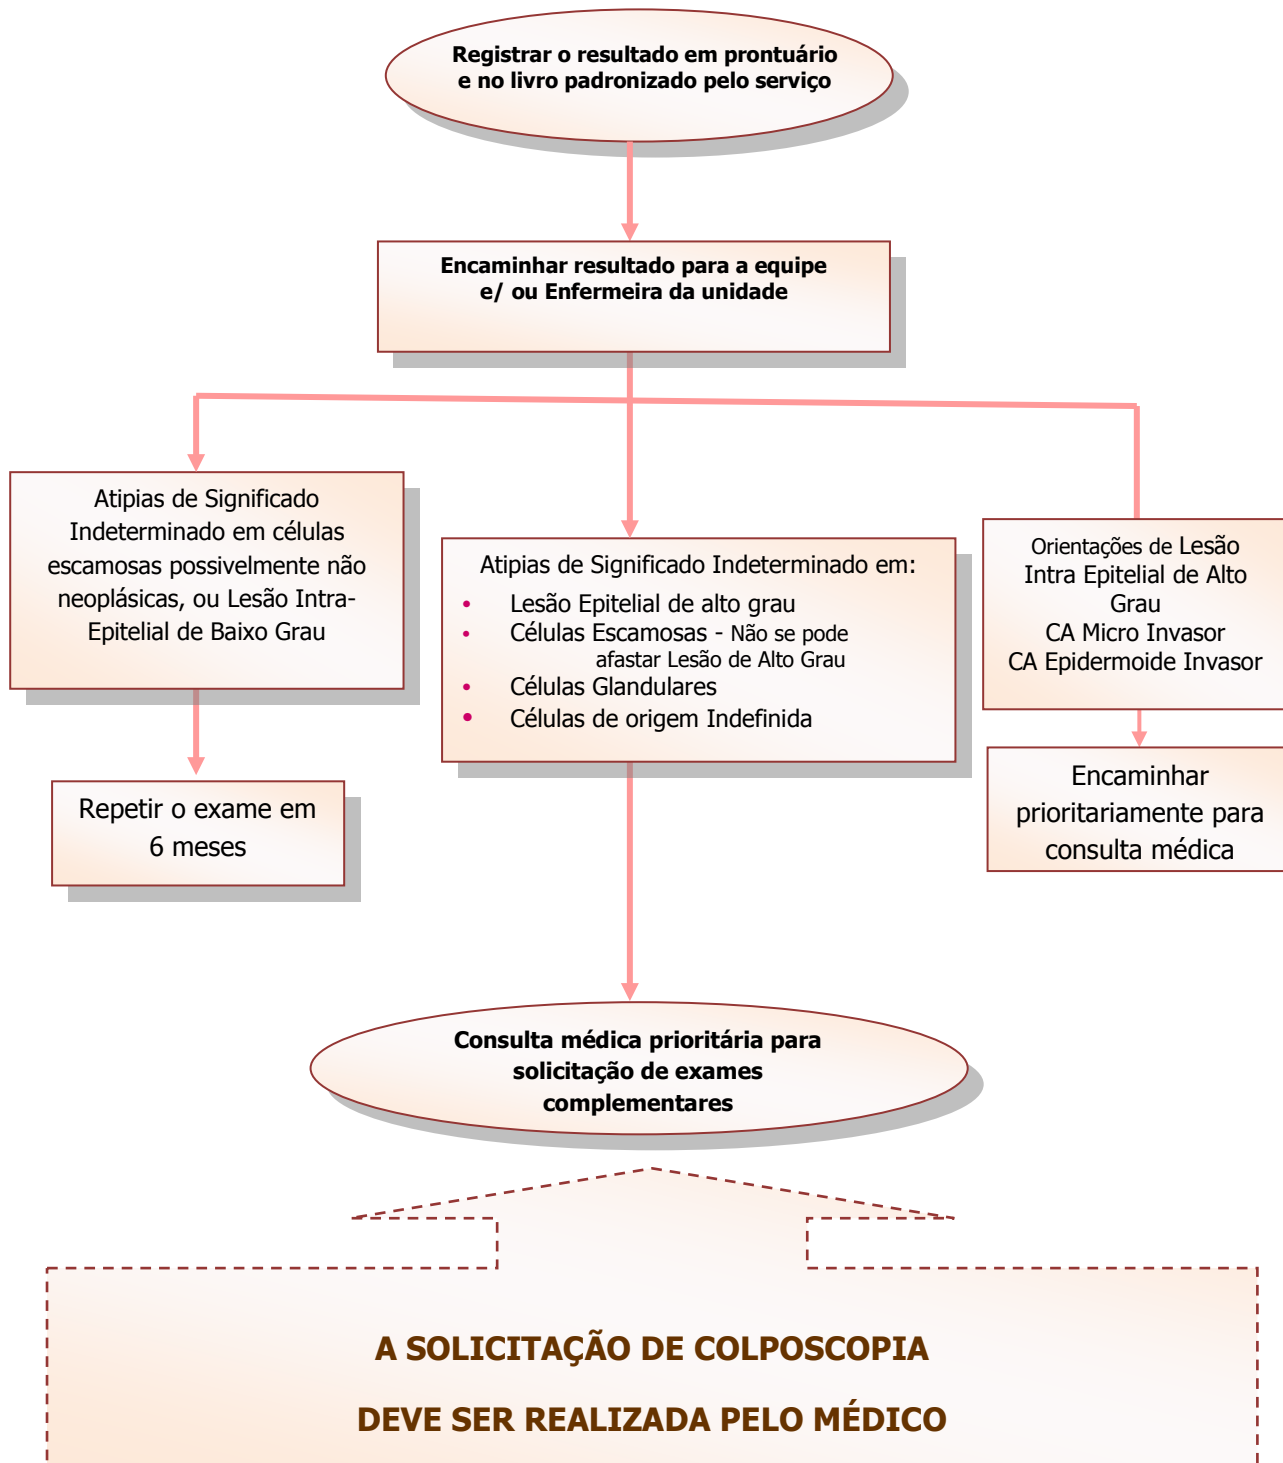 Registrar o resultado em prontuário
e no livro padronizado pelo serviço
Encaminhar resultado para a equipe
e/ ou Enfermeira da unidade
Atipias de Significado
Indeterminado em células
escamosas possivelmente não
neoplásicas, ou Lesão Intra-
Epitelial de Baixo Grau
Repetir o exame em
6 meses
Atipias de Significado Indeterminado em:
• Lesão Epitelial de alto grau
• Células Escamosas - Não se pode
afastar Lesão de Alto Grau
• Células Glandulares
• Células de origem Indefinida
Orientações de Lesão
Intra Epitelial de Alto
Grau
CA Micro Invasor
CA Epidermoide Invasor
Encaminhar
prioritariamente para
consulta médica
Consulta médica prioritária para
solicitação de exames
complementares
A SOLICITAÇÃO DE COLPOSCOPIA
DEVE SER REALIZADA PELO MÉDICO